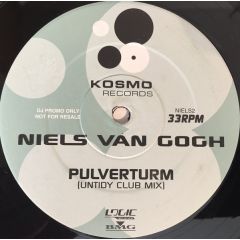 KOSMO
RECORDS
DJ PROMO ONLY
NOT FOR RESALE
NIELS2
33RPM
NIELS VAN GOGH
PULVERTURM
(UNTIDY CLUB MIX)
LOGIC
BMG